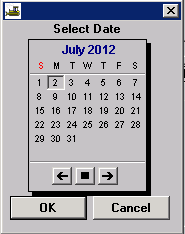 Select Date
July 2012
S M T W T F S
1 2 3 4 5 6 7
8 9 10 11 12 13 14
15 16 17 18 19 20 21
22 23 24 25 26 27 28
29 30 31
OK Cancel